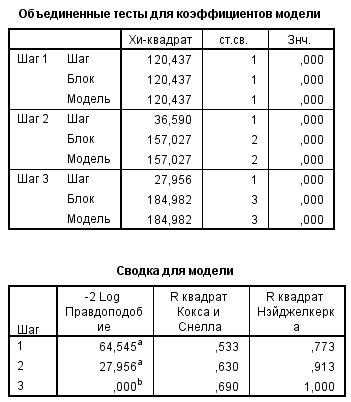 Объединенные тесты для коэффициентов модели
Хи-квадрат ст.св. Знч.
Шаг 1 Шаг 120,437 1 ,000
Блок 120,437 1 ,000
Модель 120,437 1 ,000
Шаг 2 Шаг 36,590 1 ,000
Блок 157,027 2 ,000
Модель 157,027 2 ,000
Шаг 3 Шаг 27,956 1 ,000
Блок 184,982 3 ,000
Модель 184,982 3 ,000
Сводка для модели
-2 Log R квадрат R квадрат
Правдоподоб Кокса и Нэйджелкерк
Шаг ие Снелла а
1 64,545a ,533 ,773
2 27,956a ,630 ,913
3 ,000b ,690 1,000